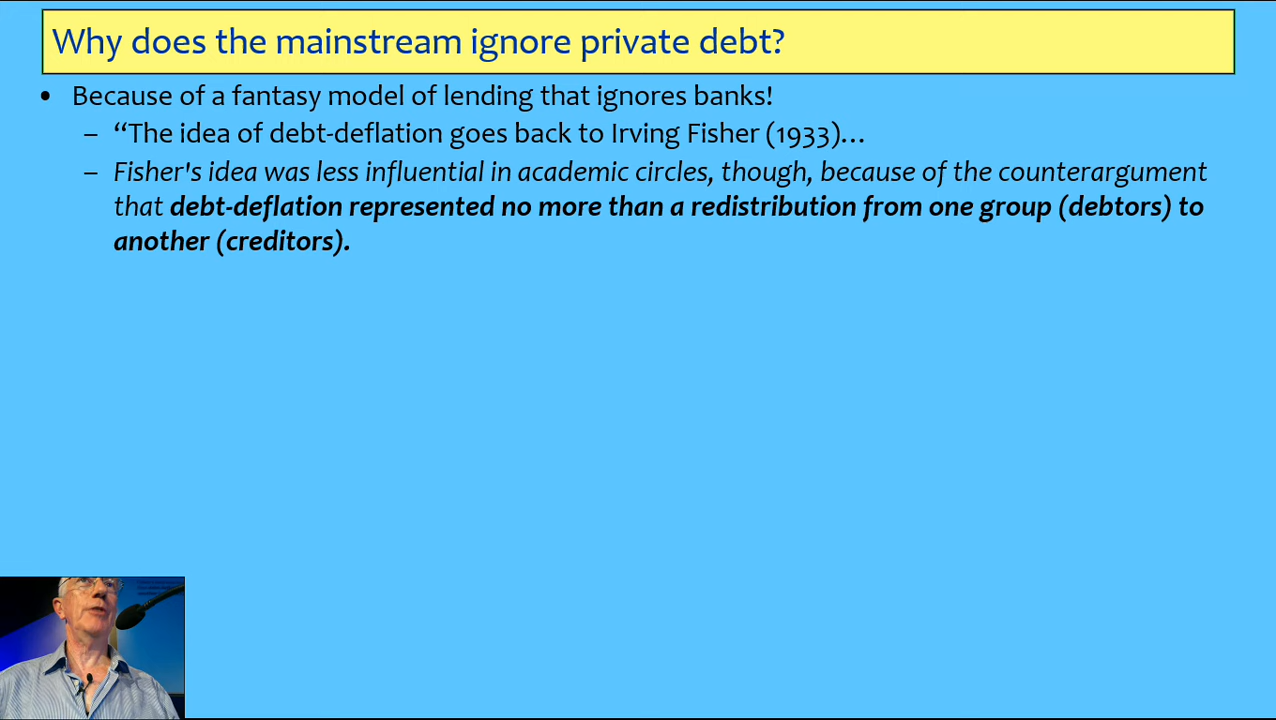 Why does the mainstream ignore private debt?
• Because of a fantasy model of lending that ignores banks!
– “The idea of debt-deflation goes back to Irving Fisher (1933)…
– Fisher's idea was less influential in academic circles, though, because of the counterargument
that debt-deflation represented no more than a redistribution from one group (debtors) to
another (creditors).